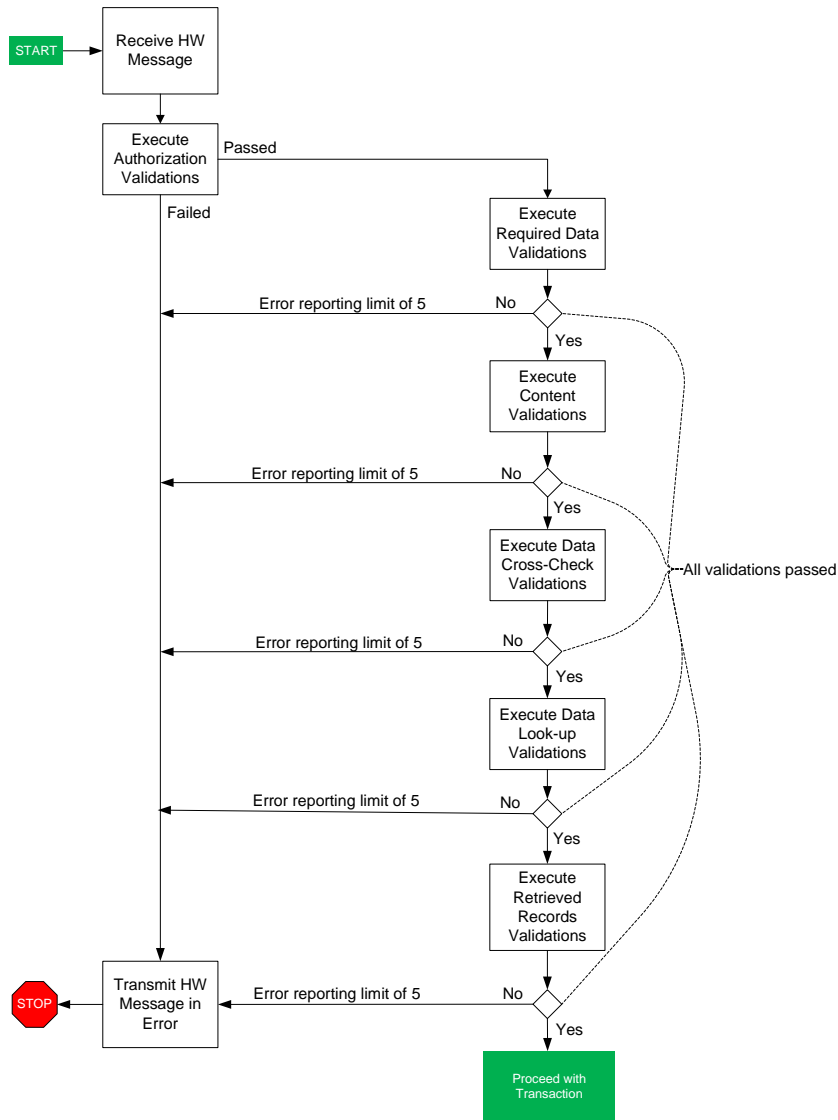 START
Receive HW
Message
Execute
Authorization
Validations
Passed
Failed
Execute
Required Data
Validations
Error reporting limit of 5
No
Yes
Execute
Content
Validations
Error reporting limit of 5
No
Yes
Execute Data
Cross-Check
Validations
All validations passed
Error reporting limit of 5
No
Yes
Execute Data
Look-up
Validations
Error reporting limit of 5
No
Yes
Execute
Retrieved
Records
Validations
STOP
Transmit HW
Message in
Error
Error reporting limit of 5
No
Yes
Proceed with
Transaction